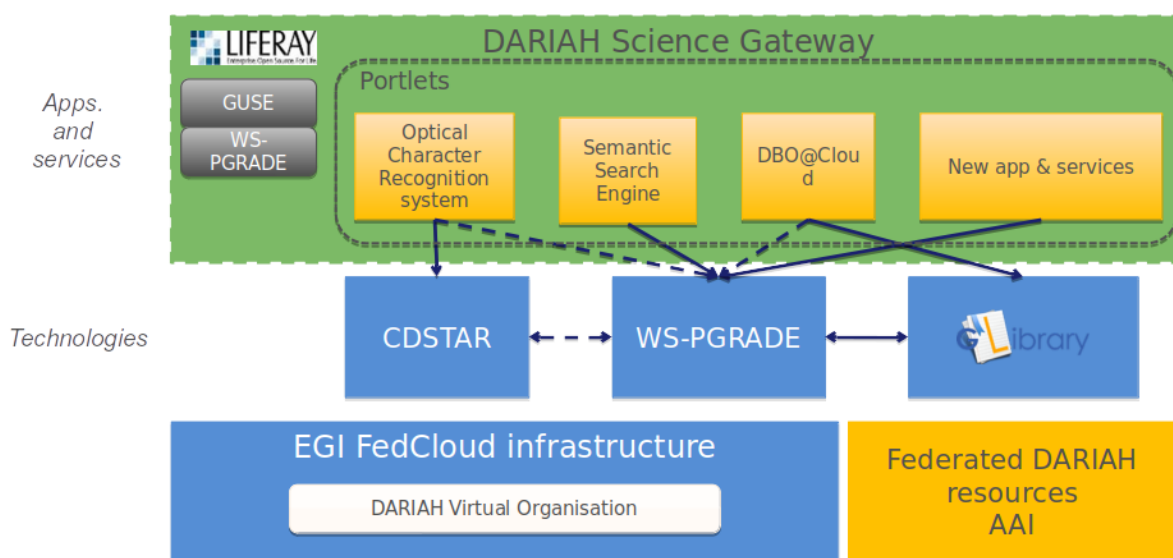 LIFERAY
Enterprise. Open Source. For Life.
DARIAH Science Gateway
GUSE
WS-
PGRADE
Portlets
Optical
Character
Recognition
system
Semantic
Search
Engine
DBO@Clou
d
New app & services
Apps.
and
services
Technologies
CDSTAR
WS-PGRADE
GLibrary
EGI FedCloud infrastructure
DARIAH Virtual Organisation
Federated DARIAH
resources
AAI